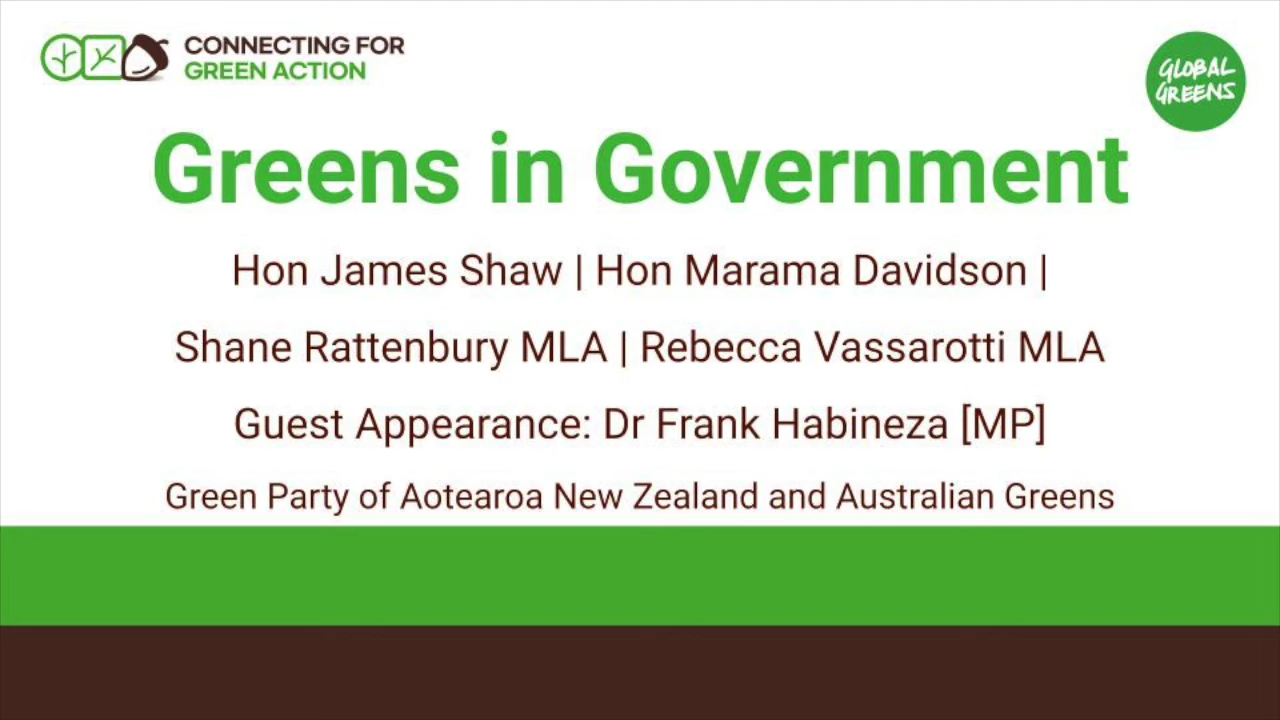 CONNECTING FOR
GREEN ACTION
GLOBAL
GREENS
Greens in Government
Hon James Shaw | Hon Marama Davidson |
Shane Rattenbury MLA | Rebecca Vassarotti MLA
Guest Appearance: Dr Frank Habineza [MP]
Green Party of Aotearoa New Zealand and Australian Greens